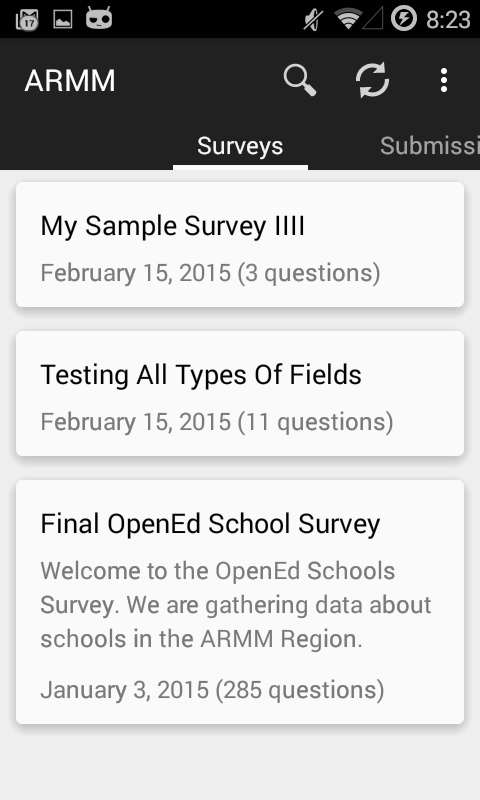 17
8:23
ARMM
Surveys
Submissi
My Sample Survey IIII
February 15, 2015 (3 questions)
Testing All Types Of Fields
February 15, 2015 (11 questions)
Final OpenEd School Survey
Welcome to the OpenEd Schools
Survey. We are gathering data about
schools in the ARMM Region.
January 3, 2015 (285 questions)